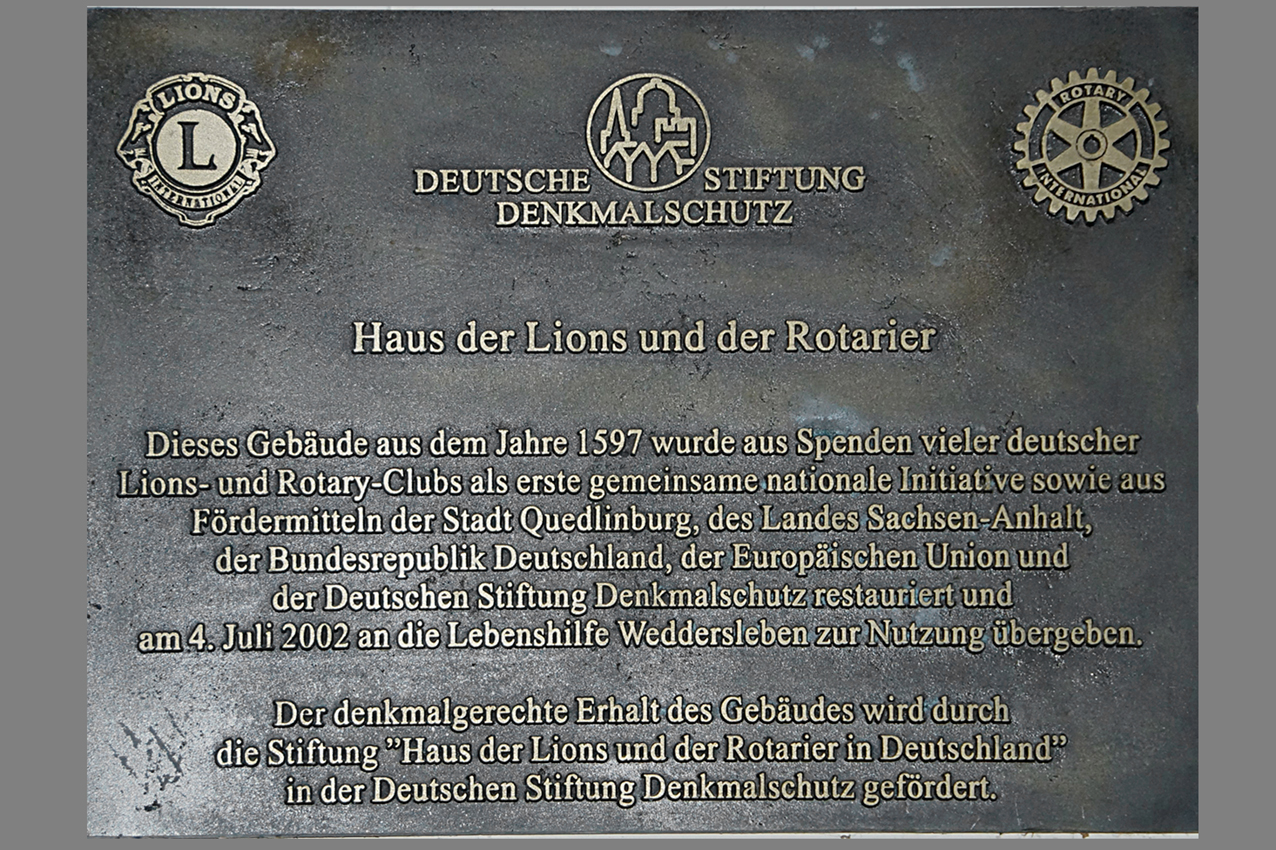 LIONS
L
INTERNATIONAL
DEUTSCHE STIFTUNG
DENKMALSCHUTZ
ROTARY
INTERNATIONAL
Haus der Lions und der Rotarier
Dieses Gebäude aus dem Jahre 1597 wurde aus Spenden vieler deutscher
Lions- und Rotary-Clubs als erste gemeinsame nationale Initiative sowie aus
Fördermitteln der Stadt Quedlinburg, des Landes Sachsen-Anhalt,
der Bundesrepublik Deutschland, der Europäischen Union und
der Deutschen Stiftung Denkmalschutz restauriert und
am 4. Juli 2002 an die Lebenshilfe Weddersleben zur Nutzung übergeben.
Der denkmalgerechte Erhalt des Gebäudes wird durch
die Stiftung ”Haus der Lions und der Rotarier in Deutschland”
in der Deutschen Stiftung Denkmalschutz gefördert.